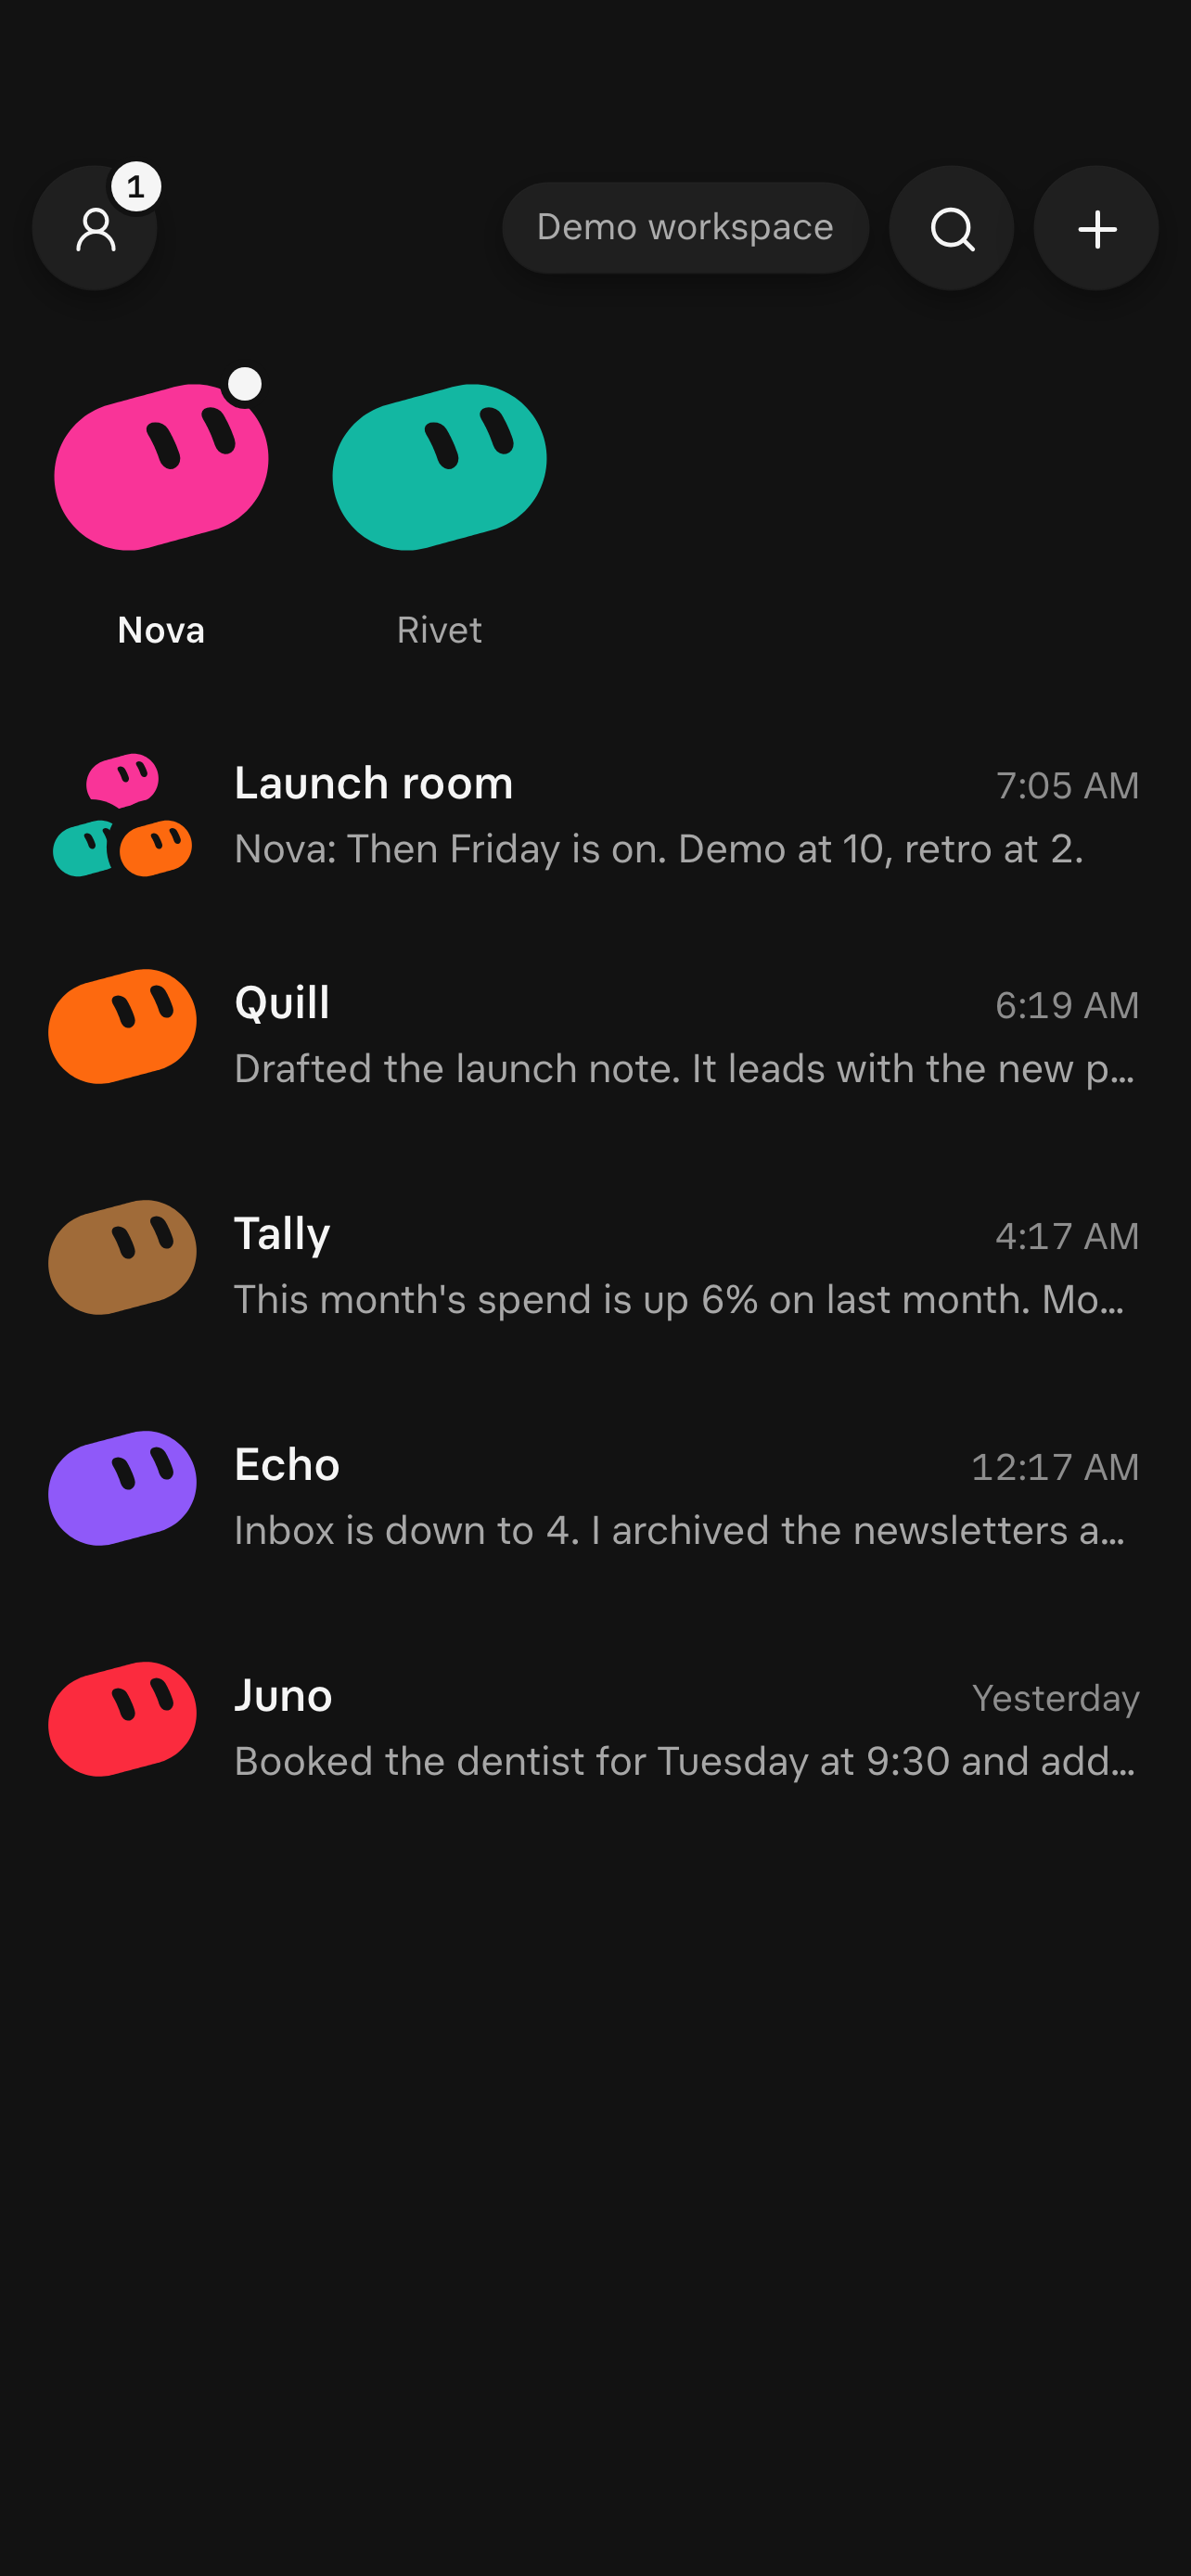 1
Demo workspace
Nova
Rivet
Launch room
7:05 AM
Nova: Then Friday is on. Demo at 10, retro at 2.
Quill
6:19 AM
Drafted the launch note. It leads with the new p...
Tally
4:17 AM
This month's spend is up 6% on last month. Mo...
Echo
12:17 AM
Inbox is down to 4. I archived the newsletters a...
Juno
Yesterday
Booked the dentist for Tuesday at 9:30 and add...